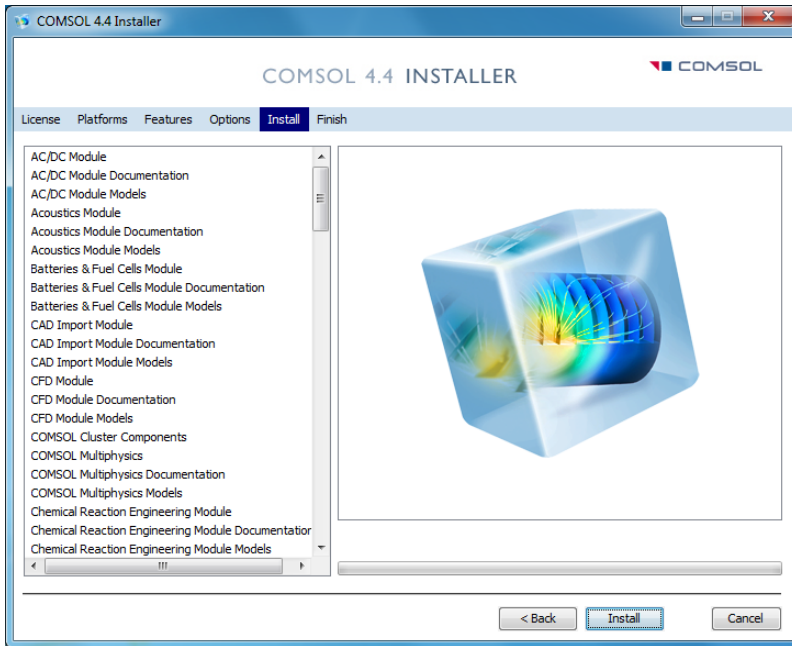 COMSOL 4.4 Installer
COMSOL 4.4 INSTALLER
COMSOL
License Platforms Features Options Install Finish
AC/DC Module
AC/DC Module Documentation
AC/DC Module Models
Acoustics Module
Acoustics Module Documentation
Acoustics Module Models
Batteries & Fuel Cells Module
Batteries & Fuel Cells Module Documentation
Batteries & Fuel Cells Module Models
CAD Import Module
CAD Import Module Documentation
CAD Import Module Models
CFD Module
CFD Module Documentation
CFD Module Models
COMSOL Cluster Components
COMSOL Multiphysics
COMSOL Multiphysics Documentation
COMSOL Multiphysics Models
Chemical Reaction Engineering Module
Chemical Reaction Engineering Module Documentatior
Chemical Reaction Engineering Module Models
< Back Install Cancel